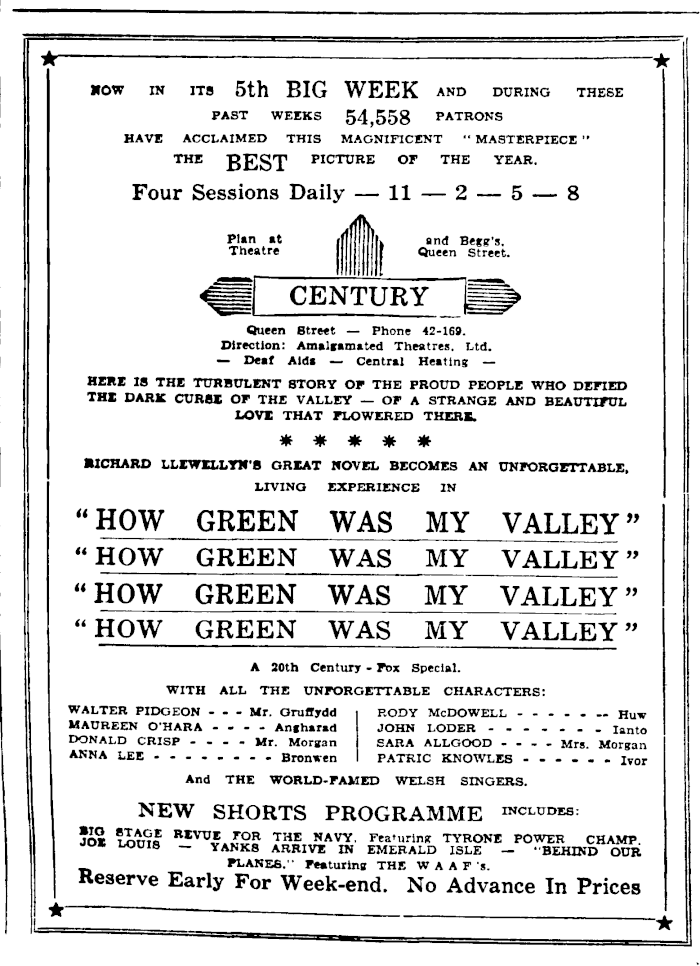 NOW IN ITS 5th BIG WEEK AND DURING THESE
PAST WEEKS 54,558 PATRONS
HAVE ACCLAIMED THIS MAGNIFICENT "MASTERPIECE"
THE BEST PICTURE OF THE YEAR.
Four Sessions Daily — 11 — 2 — 5 — 8
Plan at
Theatre
and Begg's,
Queen Street.
CENTURY
Queen Street — Phone 42-169.
Direction: Amalgamated Theatres, Ltd.
— Deaf Aids — Central Heating —
HERE IS THE TURBULENT STORY OF THE PROUD PEOPLE WHO DEFIED
THE DARK CURSE OF THE VALLEY — OF A STRANGE AND BEAUTIFUL
LOVE THAT FLOWERED THERE.
* * * * *
RICHARD LLEWELLYN'S GREAT NOVEL BECOMES AN UNFORGETTABLE,
LIVING EXPERIENCE IN
"HOW GREEN WAS MY VALLEY"
"HOW GREEN WAS MY VALLEY"
"HOW GREEN WAS MY VALLEY"
"HOW GREEN WAS MY VALLEY"
A 20th Century-Fox Special.
WITH ALL THE UNFORGETTABLE CHARACTERS:
WALTER PIDGEON - - - Mr. Gruffydd
MAUREEN O'HARA - - - - Angharad
DONALD CRISP - - - - Mr. Morgan
ANNA LEE - - - - - - - - Bronwen
RODY McDOWELL - - - - - -- Huw
JOHN LODER - - - - - - - Ianto
SARA ALLGOOD - - - - Mrs. Morgan
PATRIC KNOWLES - - - - - - Ivor
And THE WORLD-FAMED WELSH SINGERS.
NEW SHORTS PROGRAMME INCLUDES:
BIG STAGE REVUE FOR THE NAVY, Featuring TYRONE POWER CHAMP.
JOE LOUIS — YANKS ARRIVE IN EMERALD ISLE — "BEHIND OUR
PLANES." Featuring THE W A A F 's.
Reserve Early For Week-end. No Advance In Prices